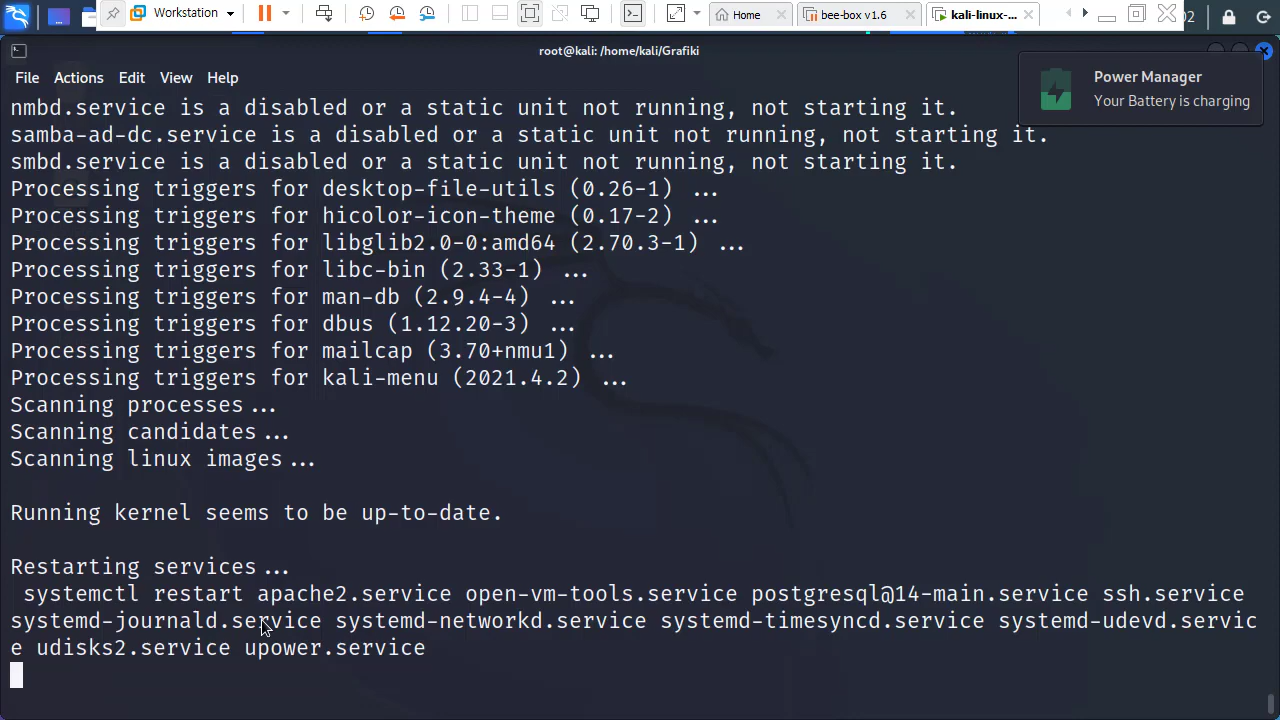 Workstation
Home
bee-box v1.6
kali-linux-...
02
root@kali: /home/kali/Grafiki
File Actions Edit View Help
Power Manager
Your Battery is charging
nmbd.service is a disabled or a static unit not running, not starting it.
samba-ad-dc.service is a disabled or a static unit not running, not starting it.
smbd.service is a disabled or a static unit not running, not starting it.
Processing triggers for desktop-file-utils (0.26-1) ...
Processing triggers for hicolor-icon-theme (0.17-2) ...
Processing triggers for libglib2.0-0:amd64 (2.70.3-1) ...
Processing triggers for libc-bin (2.33-1) ...
Processing triggers for man-db (2.9.4-4) ...
Processing triggers for dbus (1.12.20-3) ...
Processing triggers for mailcap (3.70+nmu1) ...
Processing triggers for kali-menu (2021.4.2) ...
Scanning processes...
Scanning candidates...
Scanning linux images...
Running kernel seems to be up-to-date.
Restarting services...
systemctl restart apache2.service open-vm-tools.service postgresql@14-main.service ssh.service
systemd-journald.service systemd-networkd.service systemd-timesyncd.service systemd-udevd.servic
e udisks2.service upower.service